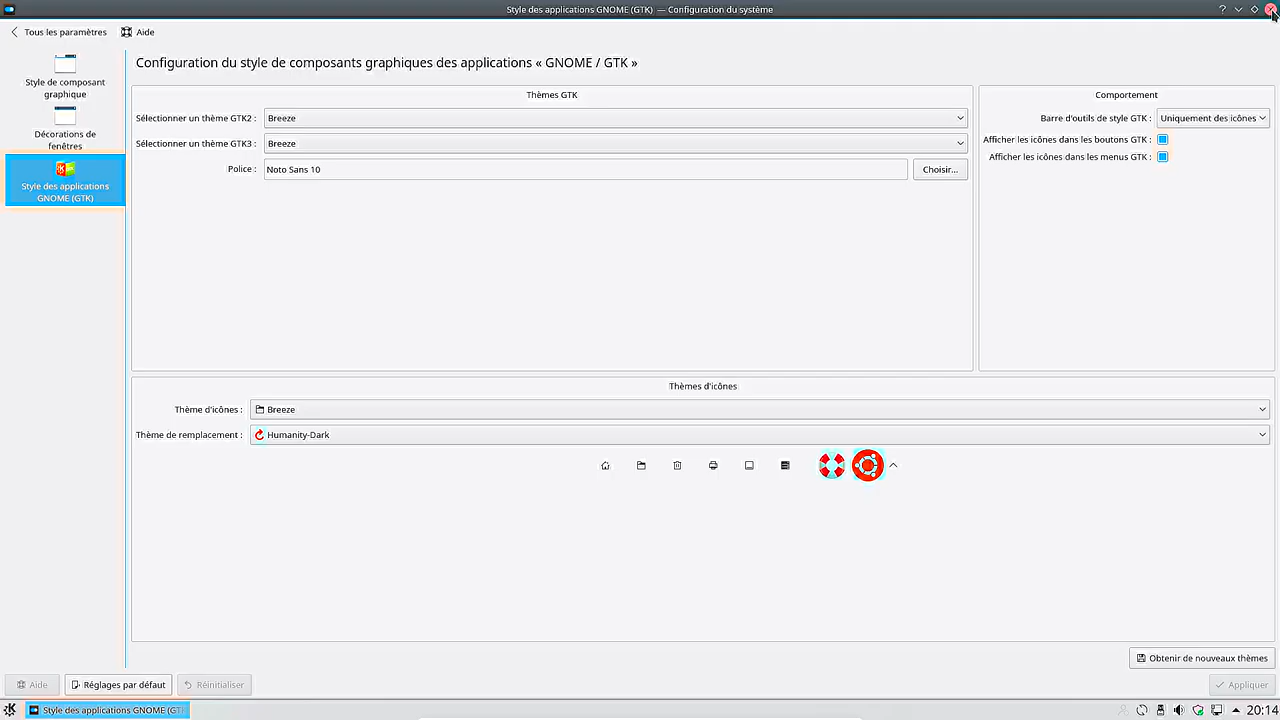 Style des applications GNOME (GTK) — Configuration du système
Tous les paramètres
Aide
Style de composant
graphique
Décorations de
fenêtres
Style des applications
GNOME (GTK)
Configuration du style de composants graphiques des applications « GNOME / GTK »
Thèmes GTK
Sélectionner un thème GTK2 :
Breeze
Sélectionner un thème GTK3 :
Breeze
Police :
Noto Sans 10
Choisir...
Comportement
Barre d'outils de style GTK :
Uniquement des icônes
Afficher les icônes dans les boutons GTK :
Afficher les icônes dans les menus GTK :
Thèmes d'icônes
Thème d'icônes :
Breeze
Thème de remplacement :
Humanity-Dark
Obtenir de nouveaux thèmes
Aide
Réglages par défaut
Réinitialiser
Appliquer
Style des applications GNOME (GT
20:14